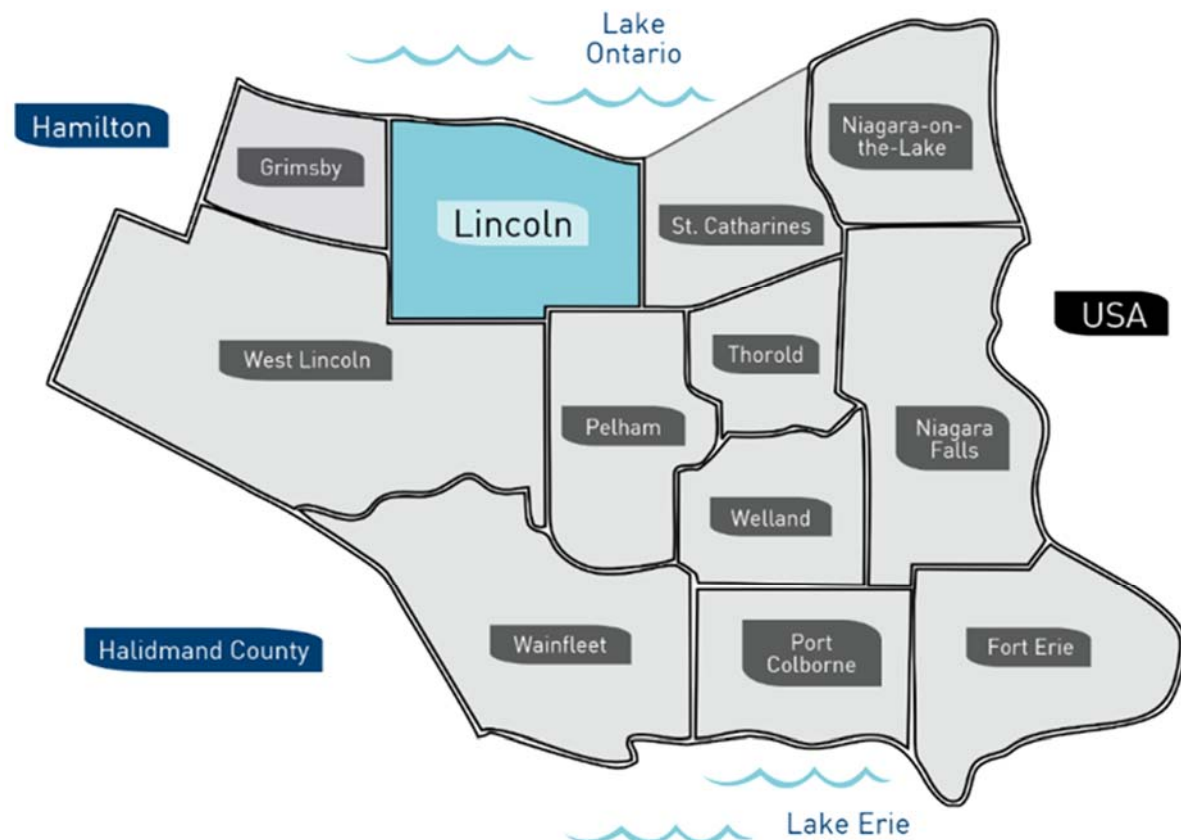 Lake
Ontario
Hamilton
Grimsby
Lincoln
Niagara-on-
the-Lake
St. Catharines
USA
West Lincoln
Thorold
Pelham
Niagara
Falls
Welland
Halidmand County
Wainfleet
Port
Colborne
Fort Erie
Lake Erie